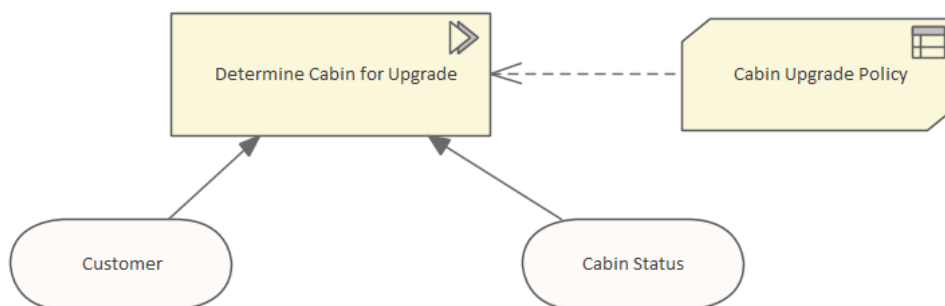 Determine Cabin for Upgrade
Cabin Upgrade Policy
Customer
Cabin Status